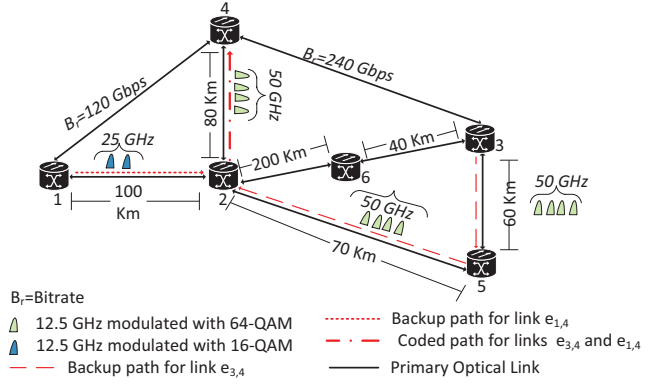 4
Bᵣ=120 Gbps
Bᵣ=240 Gbps
50 GHz
80 Km
25 GHz
200 Km
40 Km
3
1
100
Km
2
6
50 GHz
60 Km
50 GHz
70 Km
5
Bᵣ=Bitrate
12.5 GHz modulated with 64-QAM
12.5 GHz modulated with 16-QAM
Backup path for link e3,4
Backup path for link e1,4
Coded path for links e3,4 and e1,4
Primary Optical Link